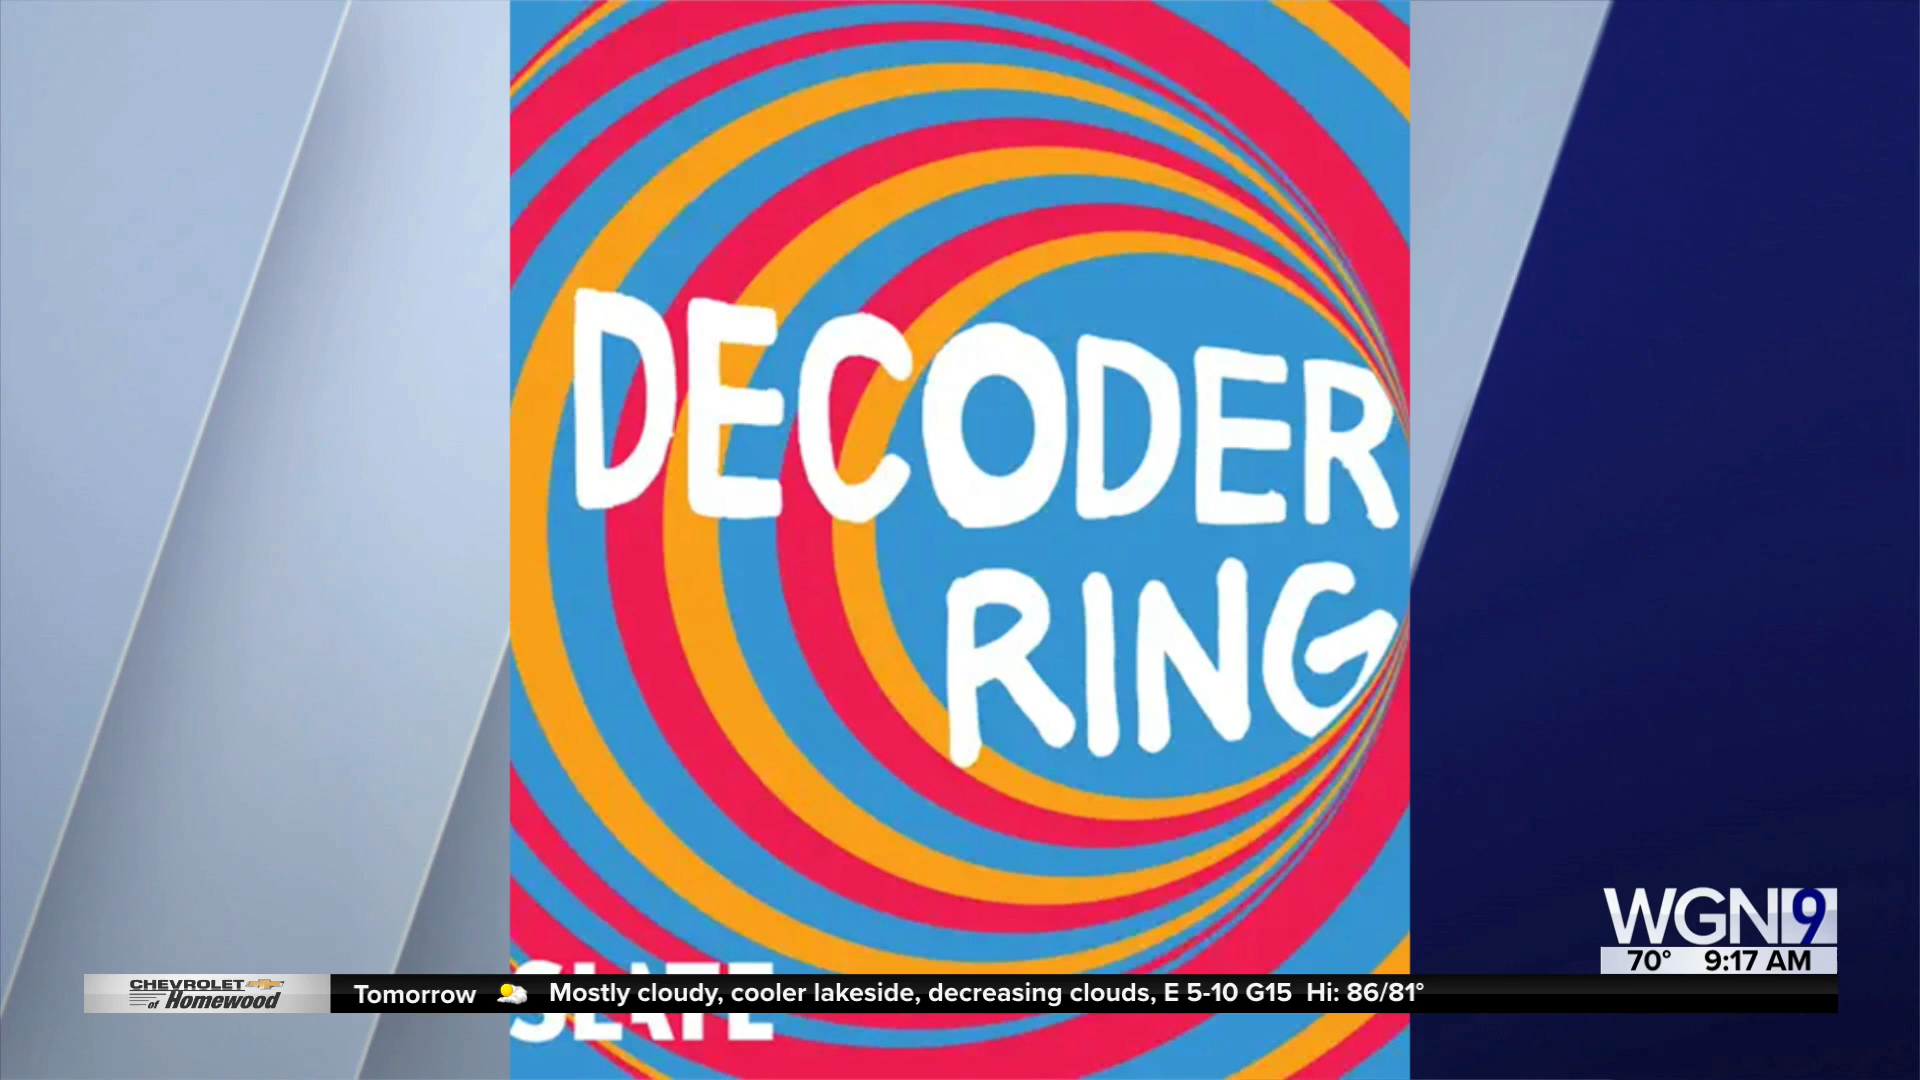 DECODER
RING
SLATE
WGN9
70° 9:17 AM
CHEVROLET
of Homewood
Tomorrow Mostly cloudy, cooler lakeside, decreasing clouds, E 5-10 G15 Hi: 86/81°